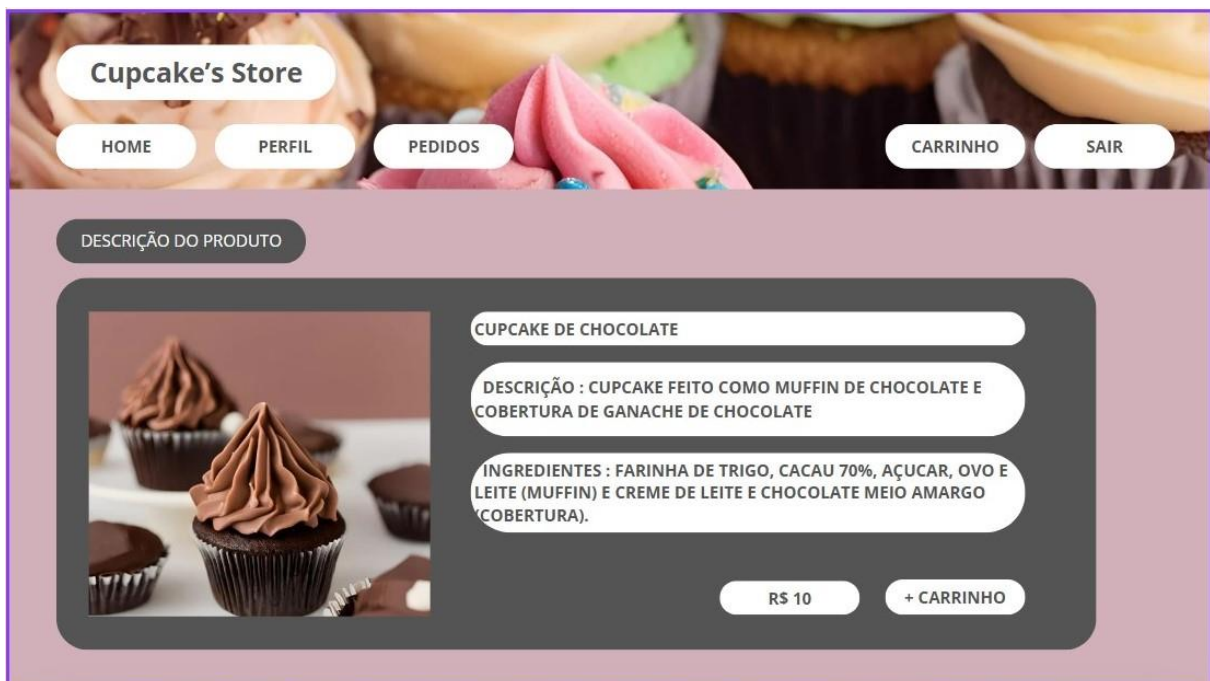 Cupcake’s Store
HOME
PERFIL
PEDIDOS
CARRINHO
SAIR
DESCRIÇÃO DO PRODUTO
CUPCAKE DE CHOCOLATE
DESCRIÇÃO : CUPCAKE FEITO COMO MUFFIN DE CHOCOLATE E
COBERTURA DE GANACHE DE CHOCOLATE
INGREDIENTES : FARINHA DE TRIGO, CACAU 70%, AÇUCAR, OVO E
LEITE (MUFFIN) E CREME DE LEITE E CHOCOLATE MEIO AMARGO
(COBERTURA).
R$ 10
+ CARRINHO